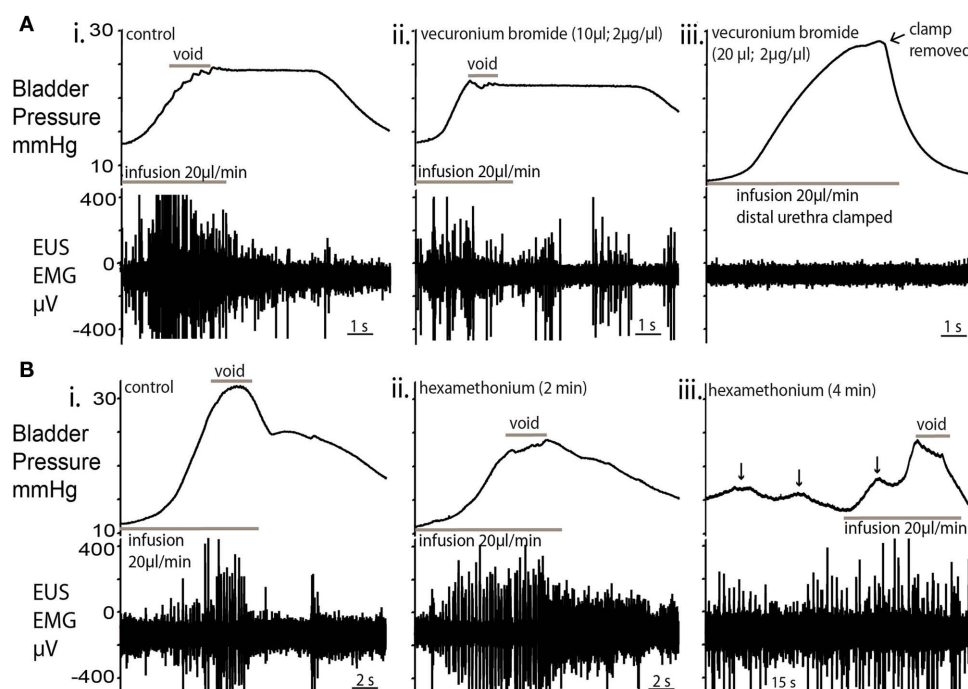 A
i.
30
control
void
Bladder
Pressure
mmHg
10
infusion 20µl/min
400
EUS
0
EMG
µV
-400
1 s
ii.
vecuronium bromide (10µl; 2µg/µl)
void
infusion 20µl/min
1 s
iii.
vecuronium bromide
(20 µl; 2µg/µl)
clamp
removed
infusion 20µl/min
distal urethra clamped
1 s
B
i.
control
void
30
Bladder
Pressure
mmHg
10
infusion
20µl/min
400
EUS
0
EMG
µV
-400
2 s
ii.
hexamethonium (2 min)
void
infusion 20µl/min
2 s
iii.
hexamethonium (4 min)
void
infusion 20µl/min
15 s